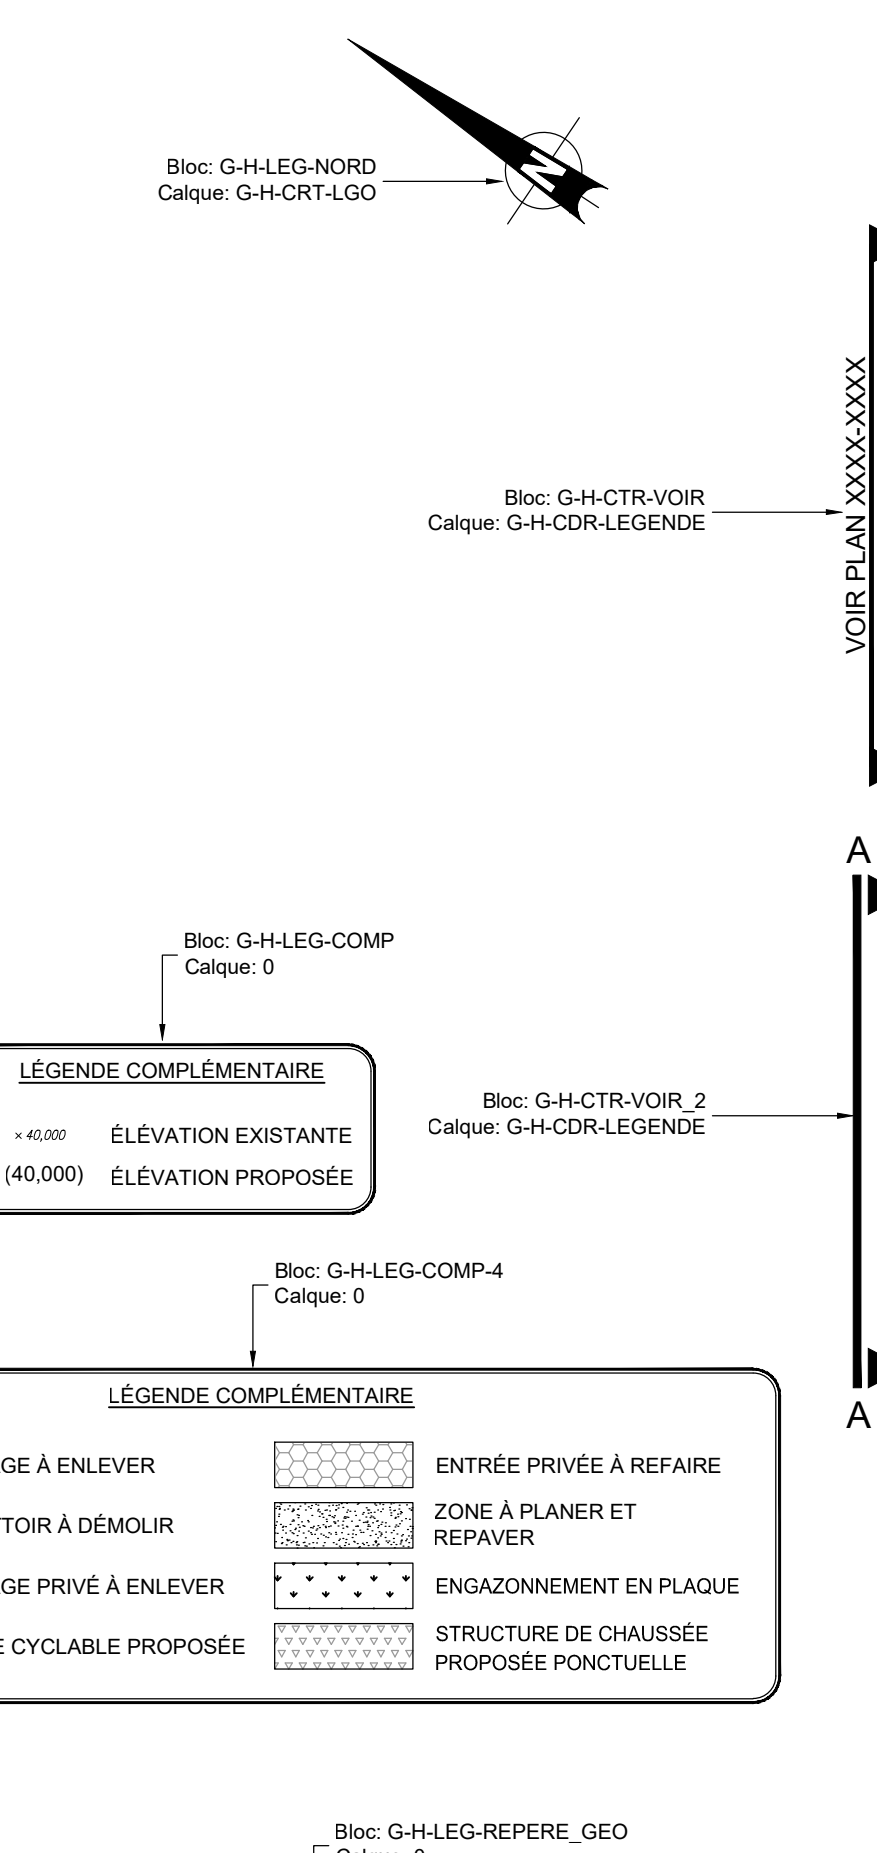 Bloc: G-H-LEG-NORD
Calque: G-H-CRT-LGO
N
VOIR PLAN XXXX-XXXX
Bloc: G-H-CTR-VOIR
Calque: G-H-CDR-LEGENDE
A
Bloc: G-H-LEG-COMP
Calque: 0
LÉGENDE COMPLÉMENTAIRE
× 40,000 ÉLÉVATION EXISTANTE
(40,000) ÉLÉVATION PROPOSÉE
Bloc: G-H-CTR-VOIR_2
Calque: G-H-CDR-LEGENDE
A
Bloc: G-H-LEG-COMP-4
Calque: 0
LÉGENDE COMPLÉMENTAIRE
GE À ENLEVER
ENTRÉE PRIVÉE À REFAIRE
TOIR À DÉMOLIR
ZONE À PLANER ET
REPAVER
GE PRIVÉ À ENLEVER
ENGAZONNEMENT EN PLAQUE
E CYCLABLE PROPOSÉE
STRUCTURE DE CHAUSSÉE
PROPOSÉE PONCTUELLE
Bloc: G-H-LEG-REPERE_GEO
Calque: 0